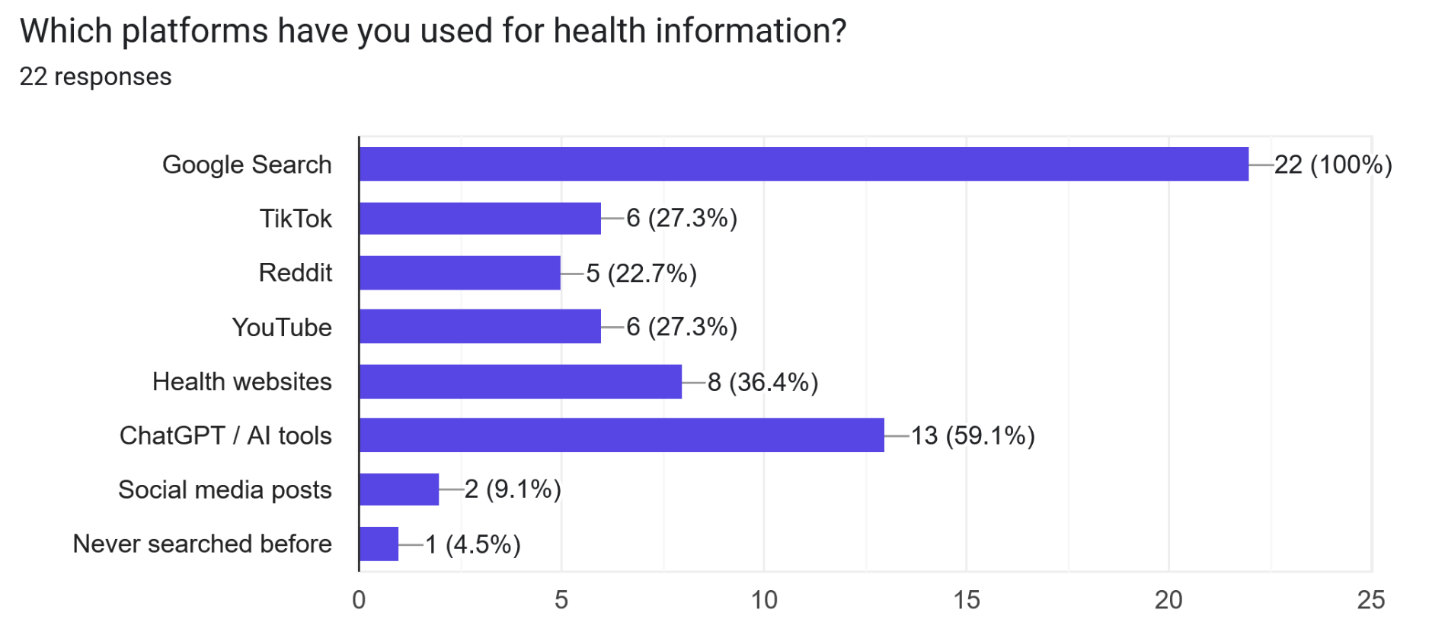 Which platforms have you used for health information?
22 responses
Google Search 22 (100%)
TikTok 6 (27.3%)
Reddit 5 (22.7%)
YouTube 6 (27.3%)
Health websites 8 (36.4%)
ChatGPT / AI tools 13 (59.1%)
Social media posts 2 (9.1%)
Never searched before 1 (4.5%)
0 5 10 15 20 25